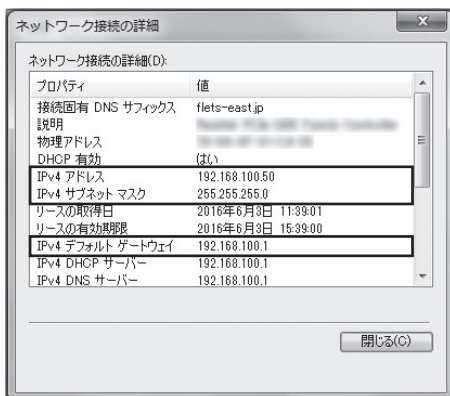 ネットワーク接続の詳細
ネットワーク接続の詳細(D):
プロパティ 値
接続固有 DNS サフィックス flets-east.jp
説明
物理アドレス
DHCP 有効 はい
IPv4 アドレス 192.168.100.50
IPv4 サブネット マスク 255.255.255.0
リースの取得日 2016年6月3日 11:39:01
リースの有効期限 2016年6月3日 15:39:00
IPv4 デフォルト ゲートウェイ 192.168.100.1
IPv4 DHCP サーバー 192.168.100.1
IPv4 DNS サーバー 192.168.100.1
閉じる(C)